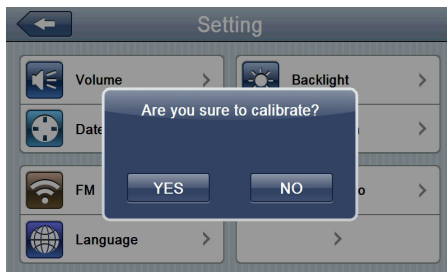 Setting
Volume
Backlight
Are you sure to calibrate?
Date
YES
NO
FM
Language